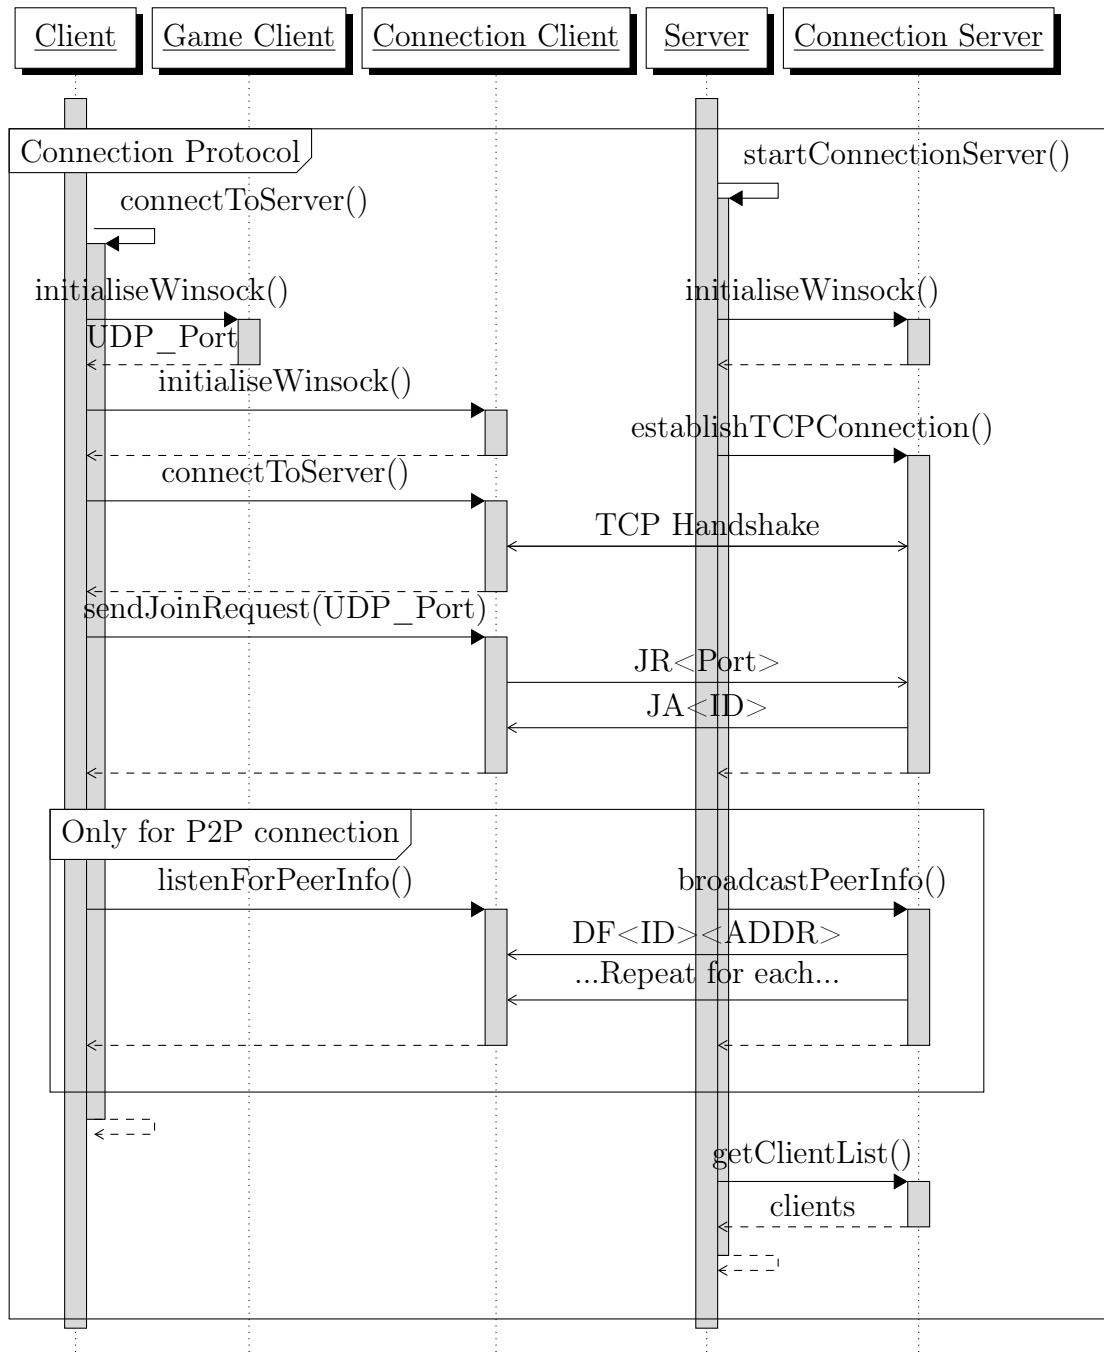 Client
Game Client
Connection Client
Server
Connection Server
Connection Protocol
startConnectionServer()
connectToServer()
initialiseWinsock()
initialiseWinsock()
UDP_Port
initialiseWinsock()
establishTCPConnection()
connectToServer()
TCP Handshake
sendJoinRequest(UDP_Port)
JR<Port>
JA<ID>
Only for P2P connection
listenForPeerInfo()
broadcastPeerInfo()
DF<ID><ADDR>
...Repeat for each...
getClientList()
clients